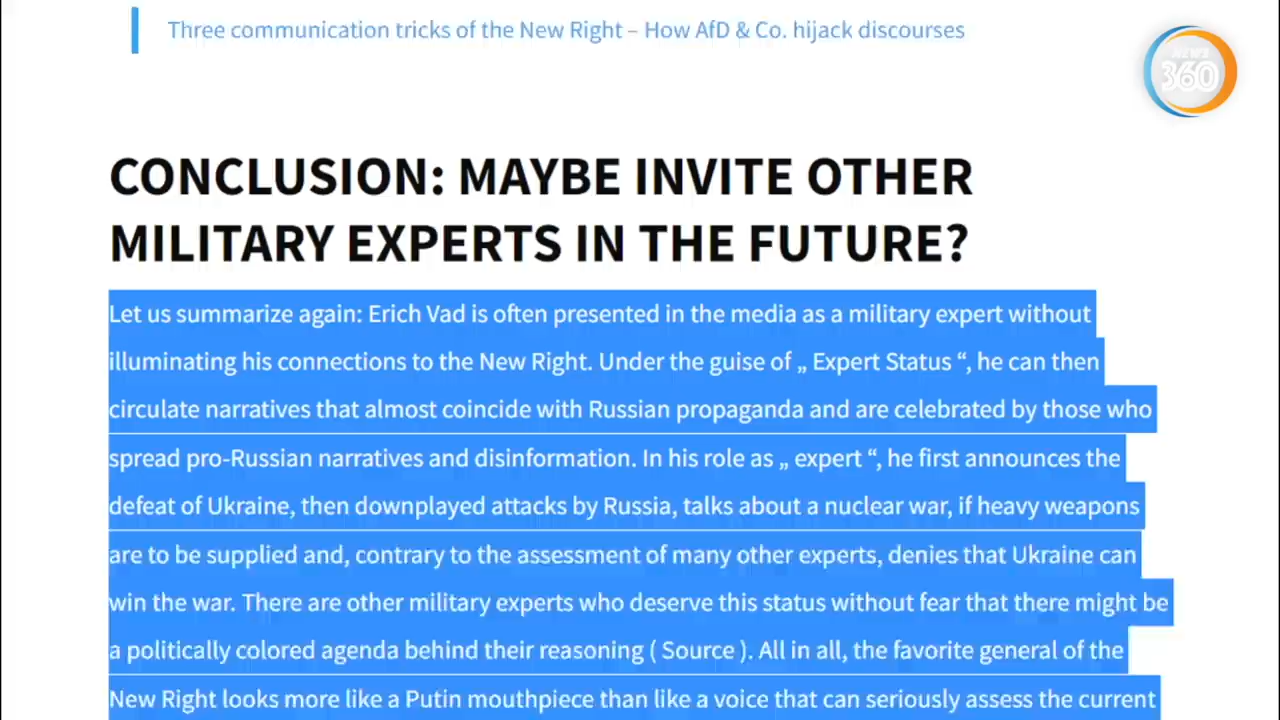 Three communication tricks of the New Right – How AfD & Co. hijack discourses
NEWS
360
CONCLUSION: MAYBE INVITE OTHER
MILITARY EXPERTS IN THE FUTURE?
Let us summarize again: Erich Vad is often presented in the media as a military expert without
illuminating his connections to the New Right. Under the guise of „ Expert Status “, he can then
circulate narratives that almost coincide with Russian propaganda and are celebrated by those who
spread pro-Russian narratives and disinformation. In his role as „ expert “, he first announces the
defeat of Ukraine, then downplayed attacks by Russia, talks about a nuclear war, if heavy weapons
are to be supplied and, contrary to the assessment of many other experts, denies that Ukraine can
win the war. There are other military experts who deserve this status without fear that there might be
a politically colored agenda behind their reasoning ( Source ). All in all, the favorite general of the
New Right looks more like a Putin mouthpiece than like a voice that can seriously assess the current